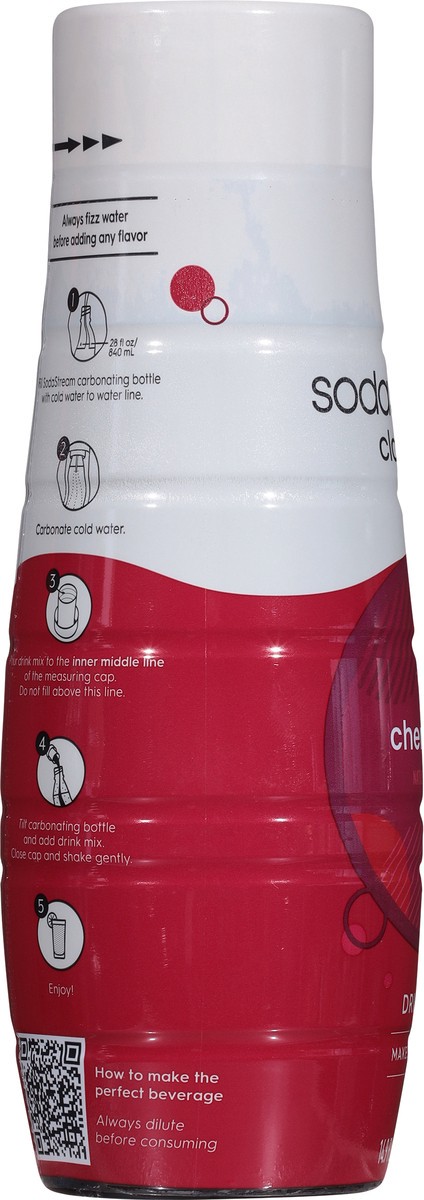 Always fizz water
before adding any flavor
1
28 fl oz/
840 mL
SodaStream carbonating bottle
with cold water to water line.
2
Carbonate cold water.
3
drink mix to the inner middle line
of the measuring cap.
Do not fill above this line.
4
Tilt carbonating bottle
and add drink mix.
Close cap and shake gently.
5
Enjoy!
How to make the
perfect beverage
Always dilute
before consuming
soda
cla
che
DR
MAKE
14.